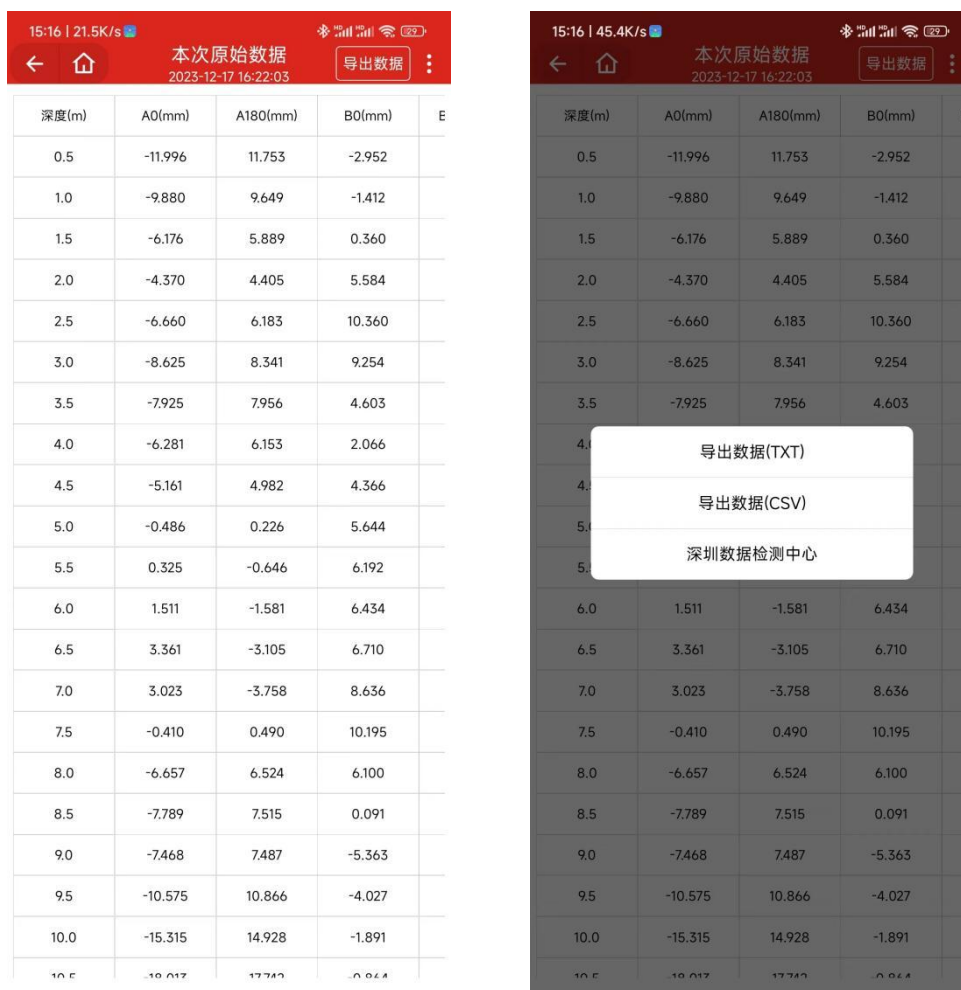 15:16 | 21.5K/s
29
本次原始数据
2023-12-17 16:22:03
导出数据
深度(m) A0(mm) A180(mm) B0(mm)
0.5 -11.996 11.753 -2.952
1.0 -9.880 9.649 -1.412
1.5 -6.176 5.889 0.360
2.0 -4.370 4.405 5.584
2.5 -6.660 6.183 10.360
3.0 -8.625 8.341 9.254
3.5 -7.925 7.956 4.603
4.0 -6.281 6.153 2.066
4.5 -5.161 4.982 4.366
5.0 -0.486 0.226 5.644
5.5 0.325 -0.646 6.192
6.0 1.511 -1.581 6.434
6.5 3.361 -3.105 6.710
7.0 3.023 -3.758 8.636
7.5 -0.410 0.490 10.195
8.0 -6.657 6.524 6.100
8.5 -7.789 7.515 0.091
9.0 -7.468 7.487 -5.363
9.5 -10.575 10.866 -4.027
10.0 -15.315 14.928 -1.891
15:16 | 45.4K/s
29
本次原始数据
2023-12-17 16:22:03
导出数据
深度(m) A0(mm) A180(mm) B0(mm)
0.5 -11.996 11.753 -2.952
1.0 -9.880 9.649 -1.412
1.5 -6.176 5.889 0.360
2.0 -4.370 4.405 5.584
2.5 -6.660 6.183 10.360
3.0 -8.625 8.341 9.254
3.5 -7.925 7.956 4.603
导出数据(TXT)
导出数据(CSV)
深圳数据检测中心
6.0 1.511 -1.581 6.434
6.5 3.361 -3.105 6.710
7.0 3.023 -3.758 8.636
7.5 -0.410 0.490 10.195
8.0 -6.657 6.524 6.100
8.5 -7.789 7.515 0.091
9.0 -7.468 7.487 -5.363
9.5 -10.575 10.866 -4.027
10.0 -15.315 14.928 -1.891